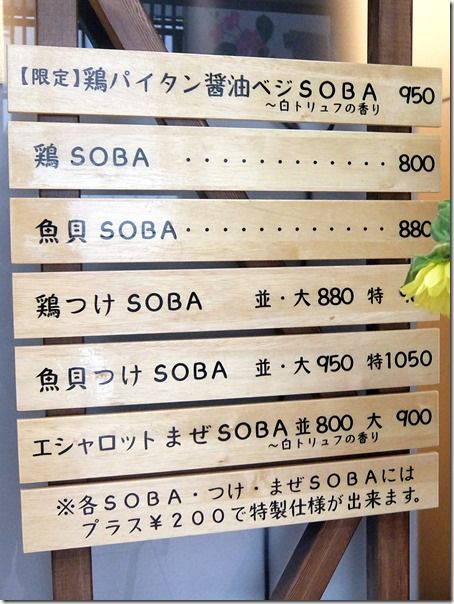 【限定】鶏パイタン醤油ベジSOBA 950
～白トリュフの香り
鶏 SOBA ・・・・・・・・・・・・ 800
魚貝 SOBA・・・・・・・・・・・・ 880
鶏つけ SOBA 並・大 880 特
魚貝つけ SOBA 並・大 950 特1050
エシャロット まぜSOBA 並800 大 900
～白トリュフの香り
※各SOBA・つけ・まぜSOBAには
プラス￥200で特製仕様が出来ます。